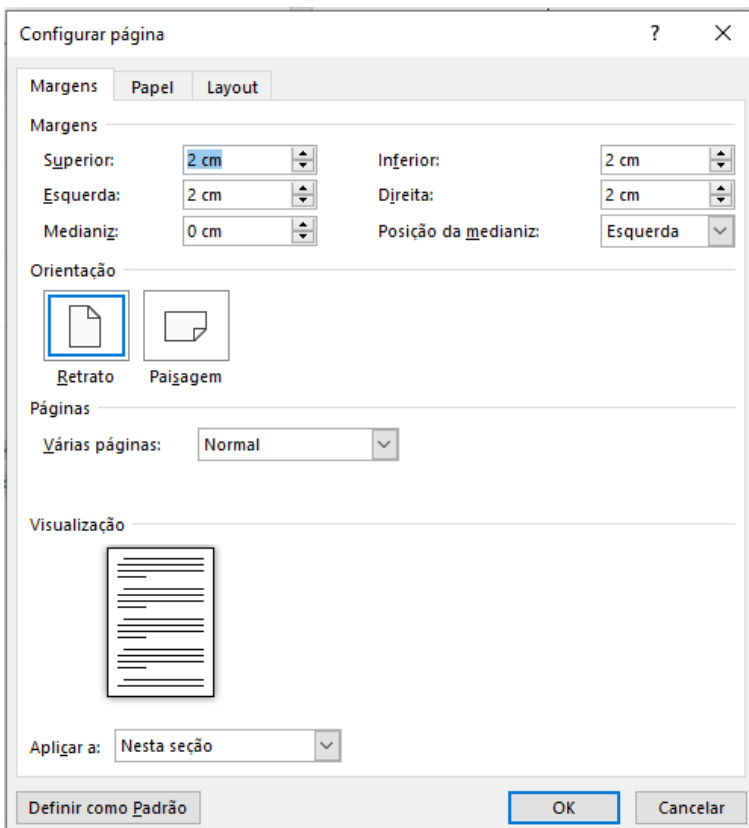 Configurar página ?
Margens Papel Layout
Margens
Superior: 2 cm Inferior: 2 cm
Esquerda: 2 cm Direita: 2 cm
Medianiz: 0 cm Posição da medianiz: Esquerda
Orientação
Retrato Paisagem
Páginas
Várias páginas: Normal
Visualização
Aplicar a: Nesta seção
Definir como Padrão OK Cancelar